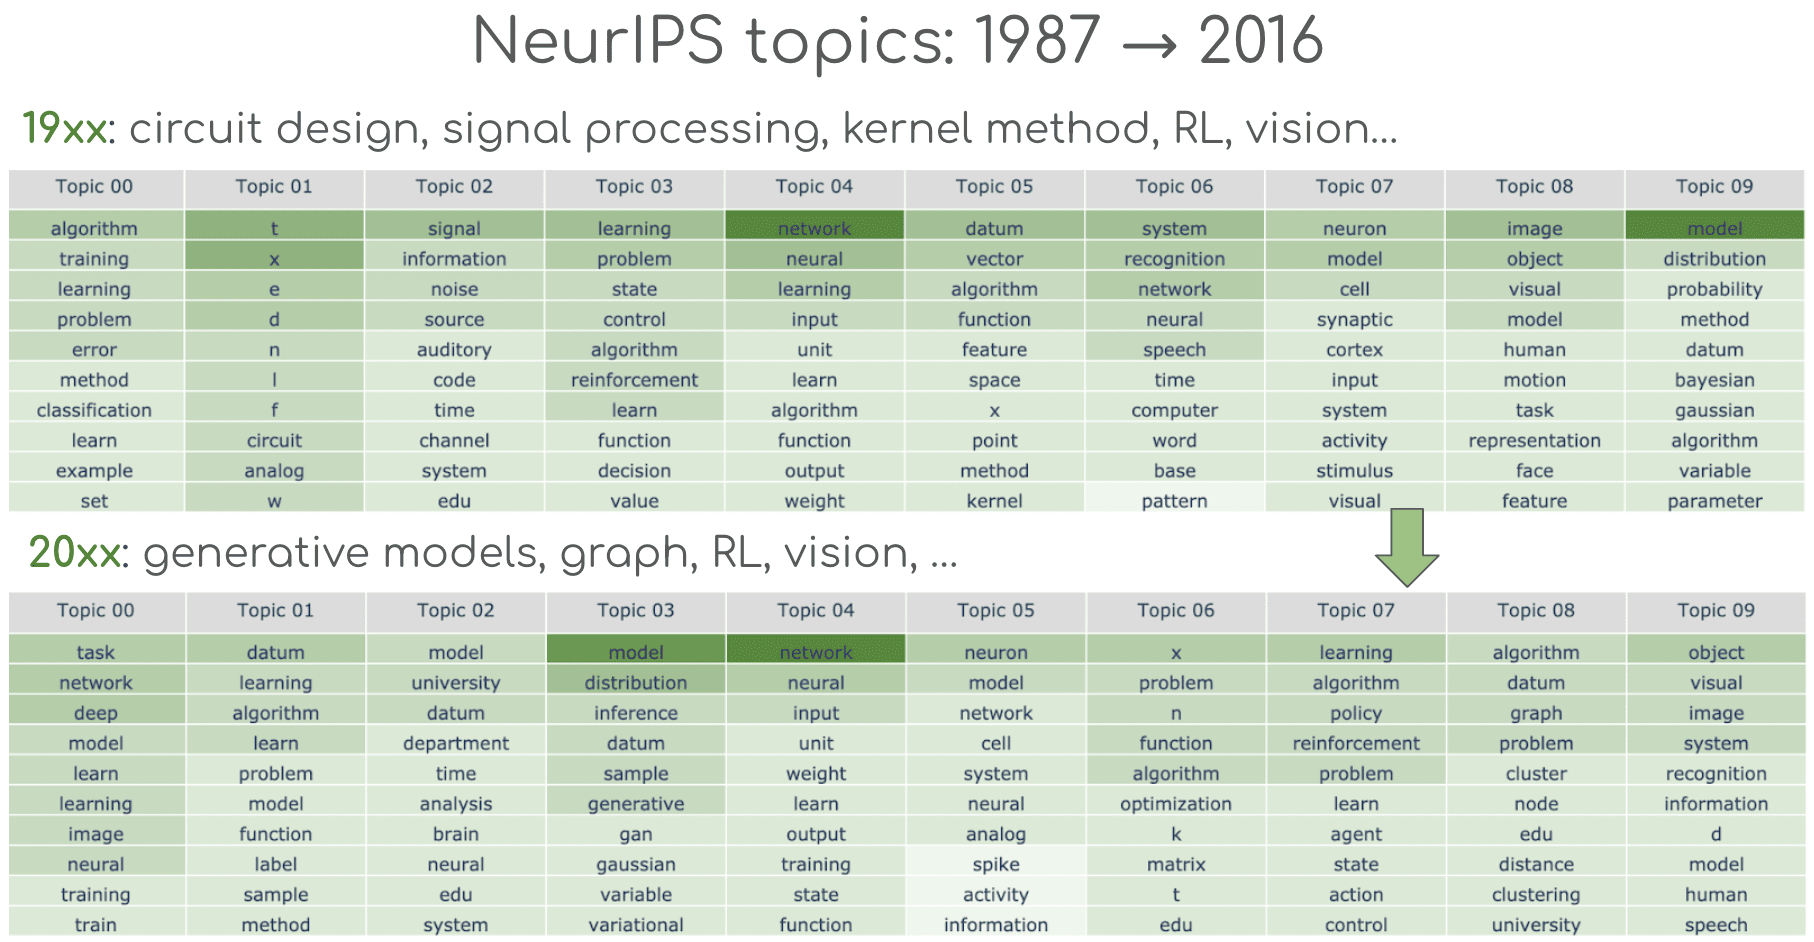 NeurIPS topics: 1987 → 2016
19xx: circuit design, signal processing, kernel method, RL, vision...
Topic 00 Topic 01 Topic 02 Topic 03 Topic 04 Topic 05 Topic 06 Topic 07 Topic 08 Topic 09
algorithm t signal learning network datum system neuron image model
training x information problem neural vector recognition model object distribution
learning e noise state learning algorithm network cell visual probability
problem d source control input function neural synaptic model method
error n auditory algorithm unit feature speech cortex human datum
method l code reinforcement learn space time input motion bayesian
classification f time learn algorithm x computer system task gaussian
learn circuit channel function function point word activity representation algorithm
example analog system decision output method base stimulus face variable
set w edu value weight kernel pattern visual feature parameter
20xx: generative models, graph, RL, vision, ...
Topic 00 Topic 01 Topic 02 Topic 03 Topic 04 Topic 05 Topic 06 Topic 07 Topic 08 Topic 09
task datum model model network neuron x learning algorithm object
network learning university distribution neural model problem algorithm datum visual
deep algorithm datum inference input network n policy graph image
model learn department datum unit cell function reinforcement problem system
learn problem time sample weight system algorithm problem cluster recognition
learning model analysis generative learn neural optimization learn node information
image function brain gan output analog k agent edu d
neural label neural gaussian training spike matrix state distance model
training sample edu variable state activity t action clustering human
train method system variational function information edu control university speech